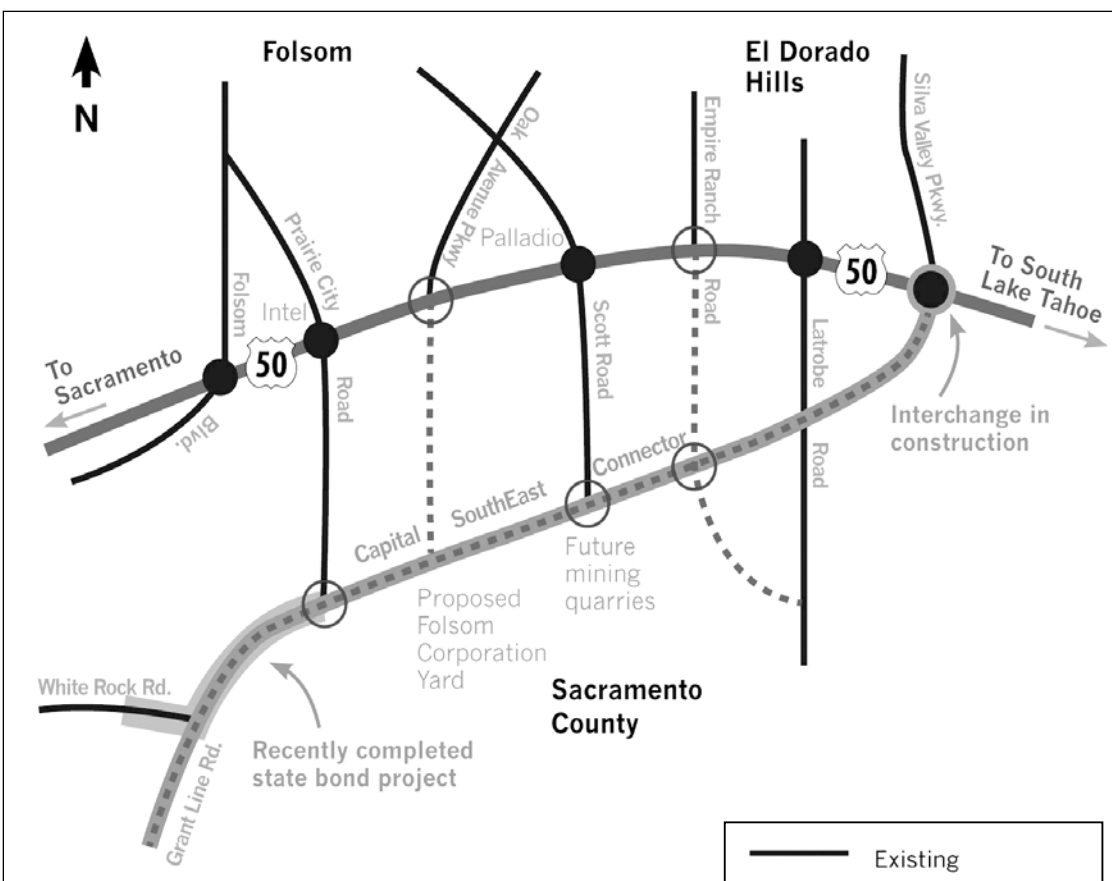 N
Folsom
El Dorado
Hills
Silva Valley Pkwy.
Empire Ranch
Road
Oak
Avenue Pkwy
Palladio
Prairie City
Road
Folsom
Blvd.
Intel
50
50
To
Sacramento
To South
Lake Tahoe
Scott Road
Latrobe
Road
Interchange in
construction
Capital SouthEast Connector
Future
mining
quarries
Proposed
Folsom
Corporation
Yard
White Rock Rd.
Grant Line Rd.
Recently completed
state bond project
Sacramento
County
Existing